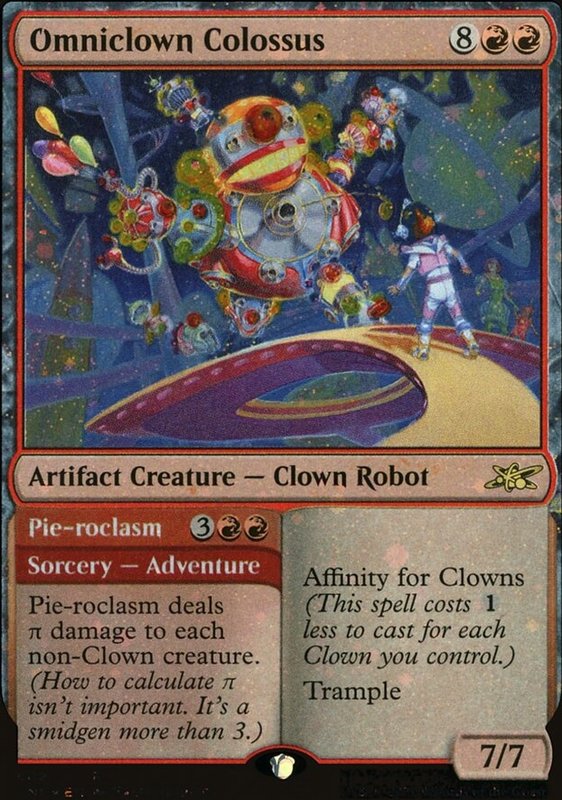 Omniclown Colossus 8
Artifact Creature — Clown Robot
Pie-roclasm 3
Sorcery — Adventure
Pie-roclasm deals
π damage to each
non-Clown creature.
(How to calculate π
isn't important. It's a
smidgen more than 3.)
Affinity for Clowns
(This spell costs 1
less to cast for each
Clown you control.)
Trample
7/7